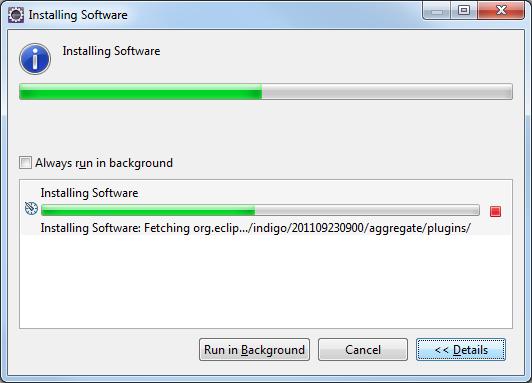 Installing Software
Installing Software
Always run in background
Installing Software
Installing Software: Fetching org.eclip.../indigo/201109230900/aggregate/plugins/
Run in Background
Cancel
<< Details